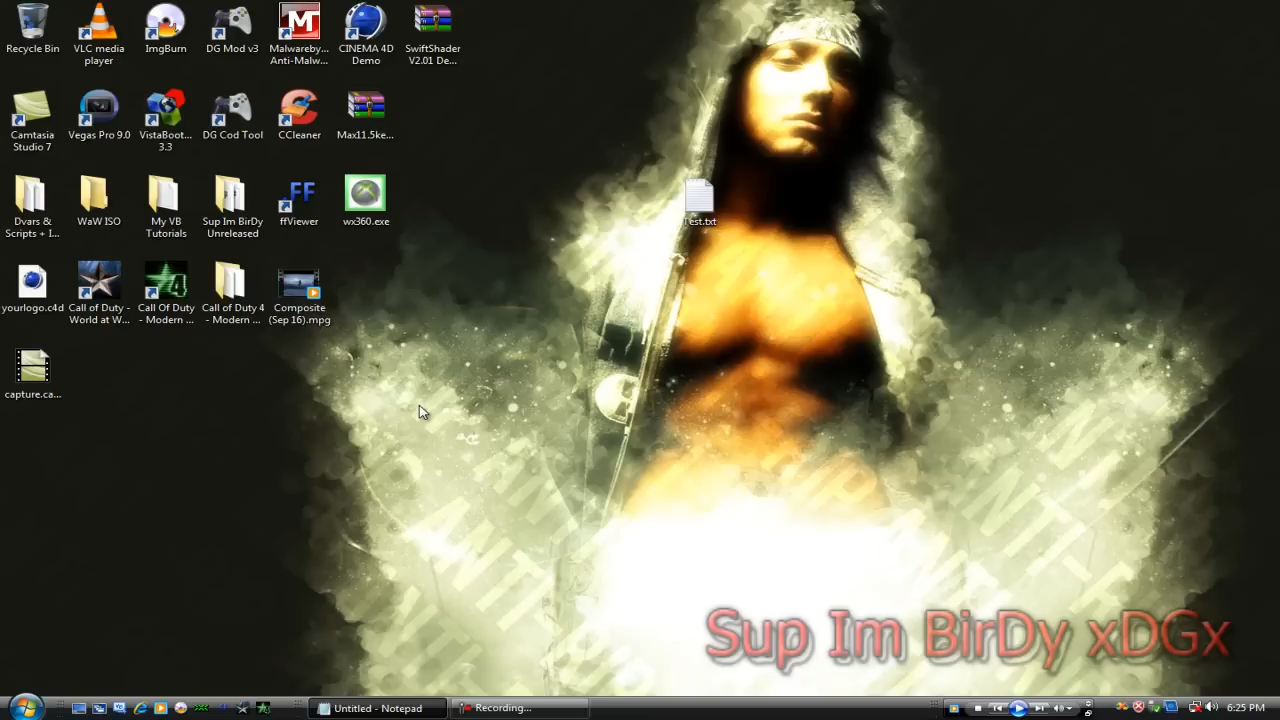 Recycle Bin
VLC media
player
ImgBurn
DG Mod v3
Malwareby...
Anti-Malw...
CINEMA 4D
Demo
SwiftShader
V2.01 De...
Camtasia
Studio 7
Vegas Pro 9.0
VistaBoot...
3.3
DG Cod Tool
CCleaner
Max11.5ke...
Dvars &
Scripts + I...
WaW ISO
My VB
Tutorials
Sup Im BirDy
Unreleased
FF
ffViewer
wx360.exe
Test.txt
yourlogo.c4d
Call of Duty -
World at W...
4
Call Of Duty
- Modern ...
Call of Duty 4
- Modern ...
Composite
(Sep 16).mpg
capture.ca...
Sup Im BirDy xDGx
Untitled - Notepad
Recording...
6:25 PM